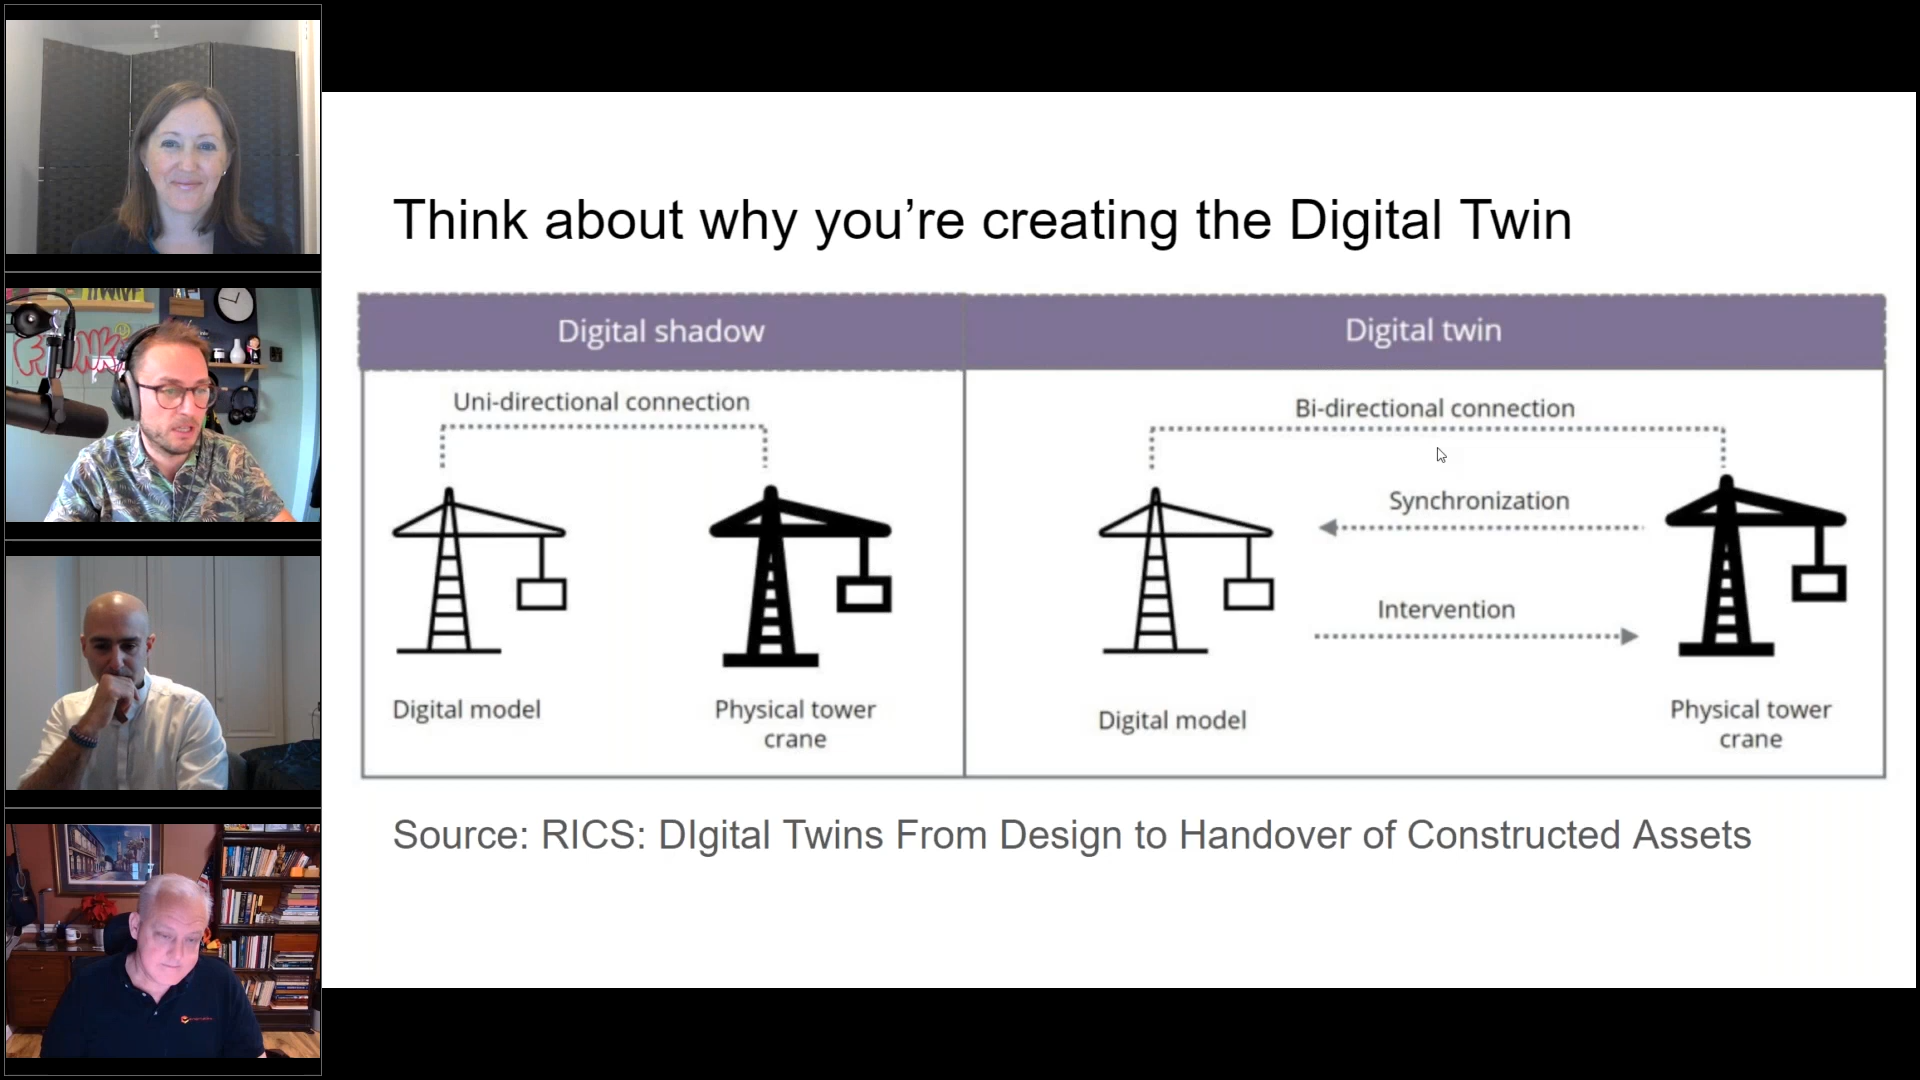 Think about why you’re creating the Digital Twin
Digital shadow
Digital twin
Uni-directional connection
Bi-directional connection
Synchronization
Intervention
Digital model
Physical tower
crane
Digital model
Physical tower
crane
Source: RICS: DIgital Twins From Design to Handover of Constructed Assets